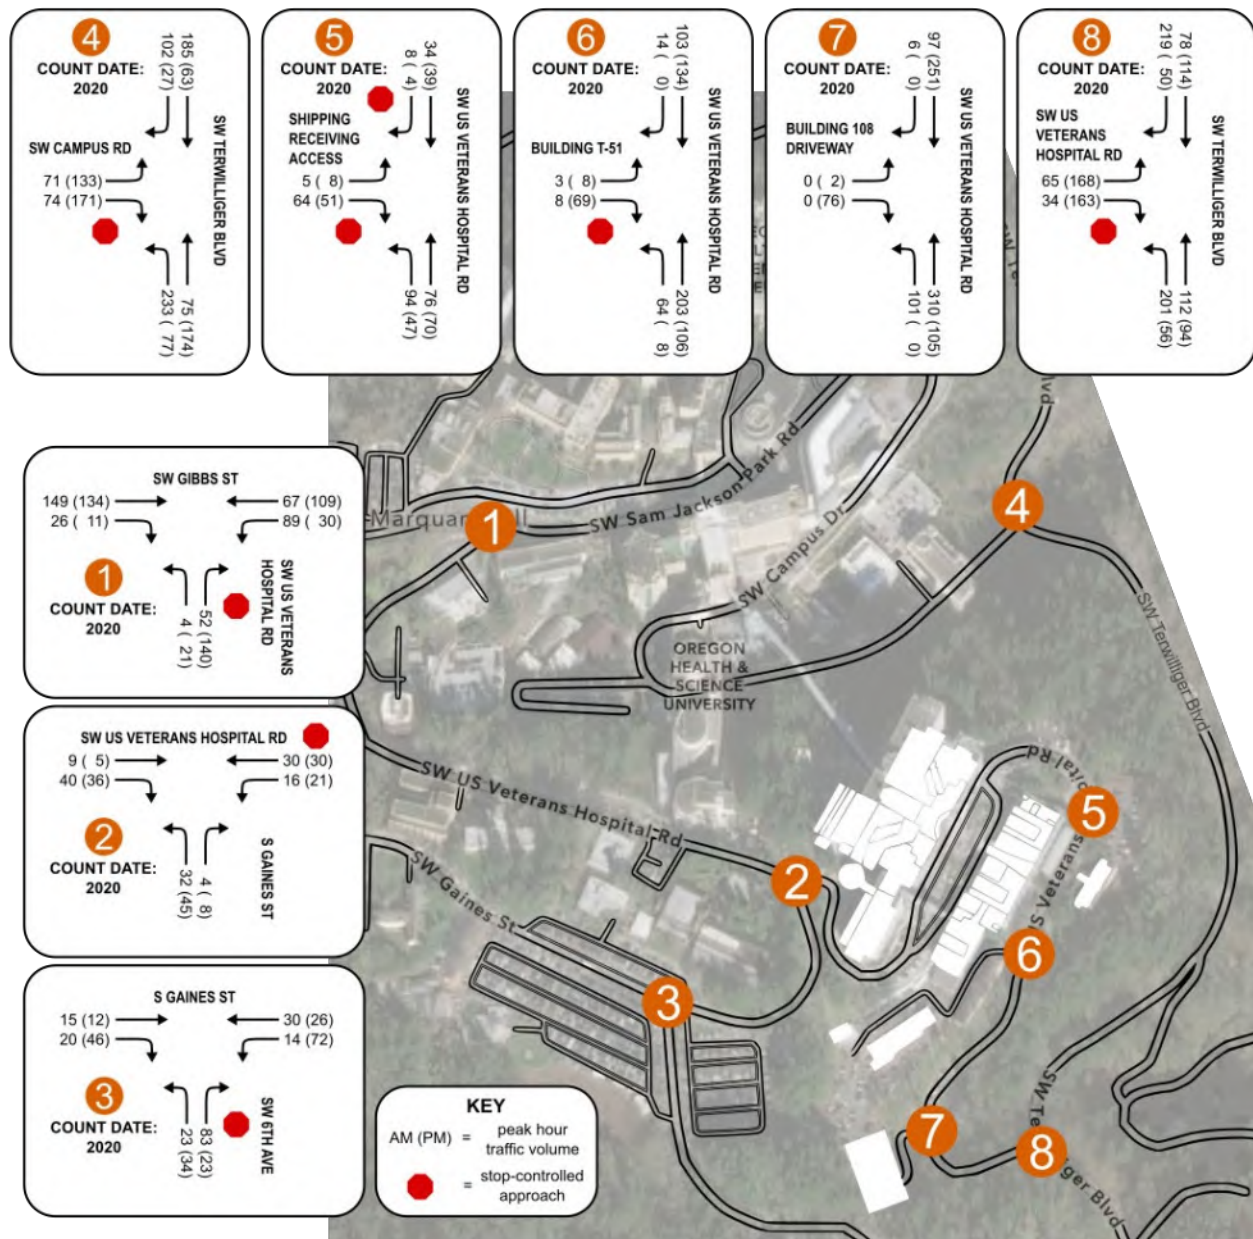 4
COUNT DATE:
2020
102 (27)
185 (63)
SW CAMPUS RD
71 (133)
74 (171)
SW TERWILLIGER BLVD
233 ( 77)
75 (174)
5
COUNT DATE:
2020
8 ( 4)
34 (39)
SHIPPING
RECEIVING
ACCESS
5 ( 8)
64 (51)
SW US VETERANS HOSPITAL RD
94 (47)
76 (70)
6
COUNT DATE:
2020
14 ( 0)
103 (134)
BUILDING T-51
3 ( 8)
8 (69)
SW US VETERANS HOSPITAL RD
64 ( 8)
203 (106)
7
COUNT DATE:
2020
6 ( 0)
97 (251)
BUILDING 108
DRIVEWAY
0 ( 2)
0 (76)
SW US VETERANS HOSPITAL RD
101 ( 0)
310 (105)
8
COUNT DATE:
2020
219 ( 50)
78 (114)
SW US
VETERANS
HOSPITAL RD
65 (168)
34 (163)
SW TERWILLIGER BLVD
201 (56)
112 (94)
SW GIBBS ST
149 (134)
67 (109)
26 ( 11)
89 ( 30)
1
COUNT DATE:
2020
4 ( 21)
52 (140)
SW US VETERANS
HOSPITAL RD
SW US VETERANS HOSPITAL RD
9 ( 5)
30 (30)
40 (36)
16 (21)
2
COUNT DATE:
2020
32 (45)
4 ( 8)
S GAINES ST
S GAINES ST
15 (12)
30 (26)
20 (46)
14 (72)
3
COUNT DATE:
2020
23 (34)
83 (23)
SW 6TH AVE
KEY
AM (PM) = peak hour
traffic volume
= stop-controlled
approach
1
SW Sam Jackson Park Rd
4
SW Campus Dr
OREGON
HEALTH &
SCIENCE
UNIVERSITY
SW Terwilliger Blvd
SW US Veterans Hospital Rd
2
5
US Veterans
SW Gaines St
6
3
7
8